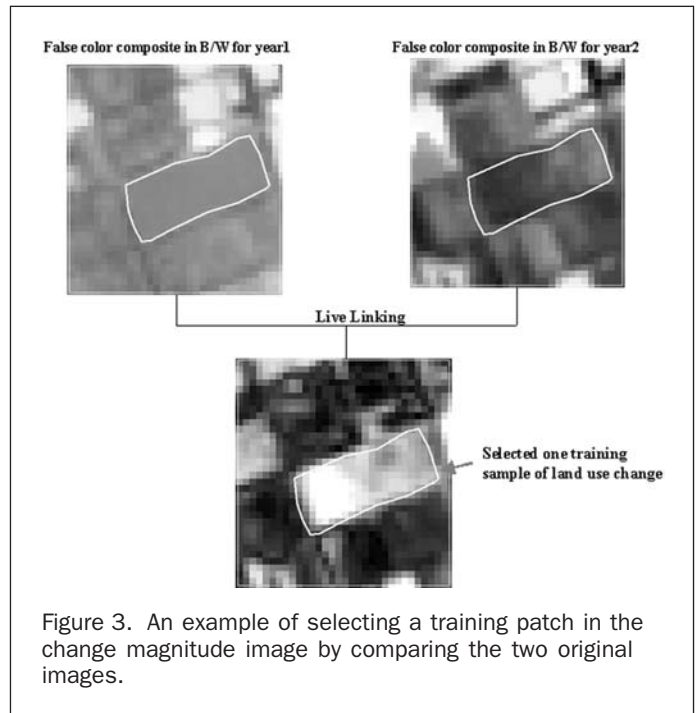 False color composite in B/W for year1
False color composite in B/W for year2
Live Linking
Selected one training
sample of land use change
Figure 3. An example of selecting a training patch in the
change magnitude image by comparing the two original
images.